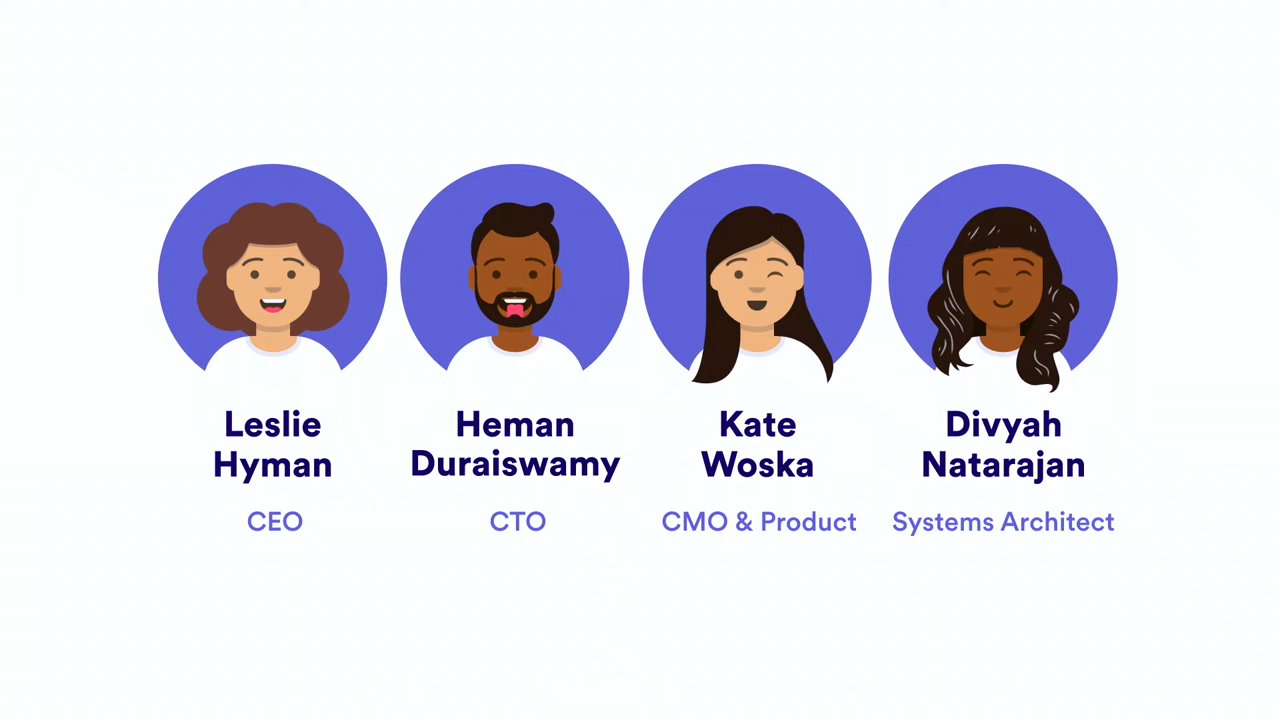 Leslie
Hyman
CEO
Heman
Duraiswamy
CTO
Kate
Woska
CMO & Product
Divyah
Natarajan
Systems Architect